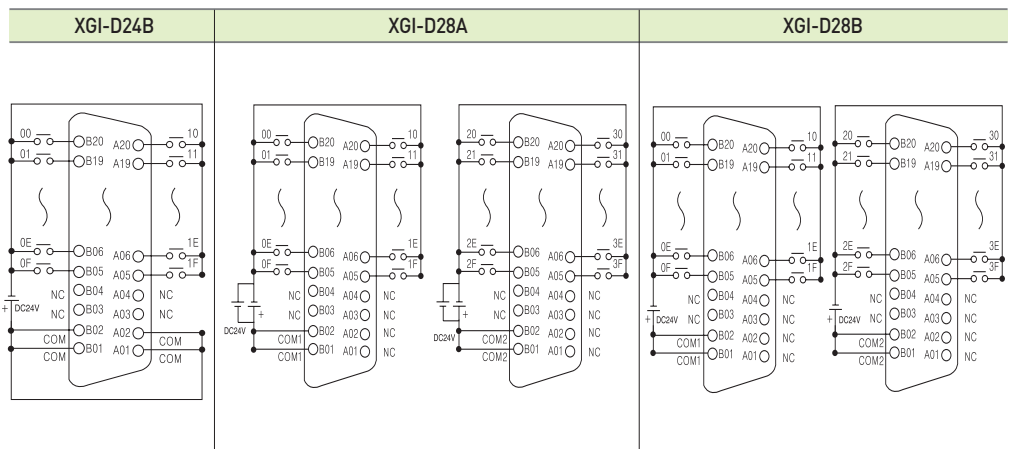 XGI-D24B XGI-D28A XGI-D28B
00 B20 A20 10
01 B19 A19 11
0E B06 A06 1E
0F B05 A05 1F
NC B04 A04 NC
NC B03 A03 NC
+ DC24V
COM B02 A02 COM
COM B01 A01 COM
00 B20 A20 10
01 B19 A19 11
0E B06 A06 1E
0F B05 A05 1F
NC B04 A04 NC
NC B03 A03 NC
+
DC24V
COM1 B02 A02 NC
COM1 B01 A01 NC
20 B20 A20 30
21 B19 A19 31
2E B06 A06 3E
2F B05 A05 3F
NC B04 A04 NC
NC B03 A03 NC
+
DC24V
COM2 B02 A02 NC
COM2 B01 A01 NC
00 B20 A20 10
01 B19 A19 11
0E B06 A06 1E
0F B05 A05 1F
NC B04 A04 NC
NC B03 A03 NC
+ DC24V
COM1 B02 A02 NC
COM1 B01 A01 NC
20 B20 A20 30
21 B19 A19 31
2E B06 A06 3E
2F B05 A05 3F
NC B04 A04 NC
NC B03 A03 NC
+ DC24V
COM2 B02 A02 NC
COM2 B01 A01 NC